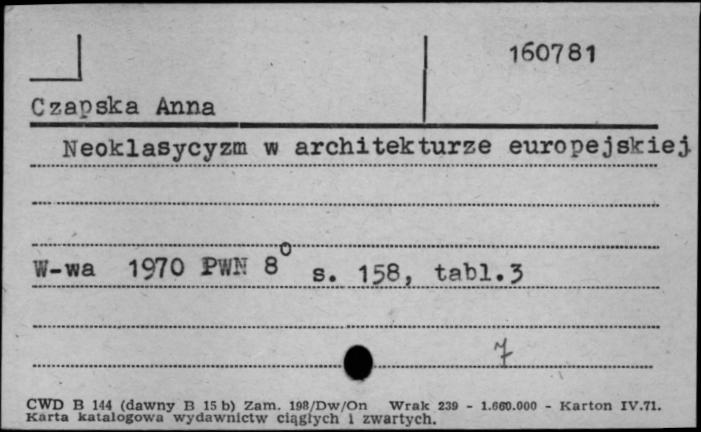 160781
Czapska Anna
Neoklasycyzm w architekturze europejskiej
W-wa 1970 PWN 8° s. 158, tabl.3
7
CWD B 144 (dawny B 15 b) Zam. 198/Dw/On Wrak 239 - 1.660.000 - Karton IV.71.
Karta katalogowa wydawnictw ciągłych i zwartych.